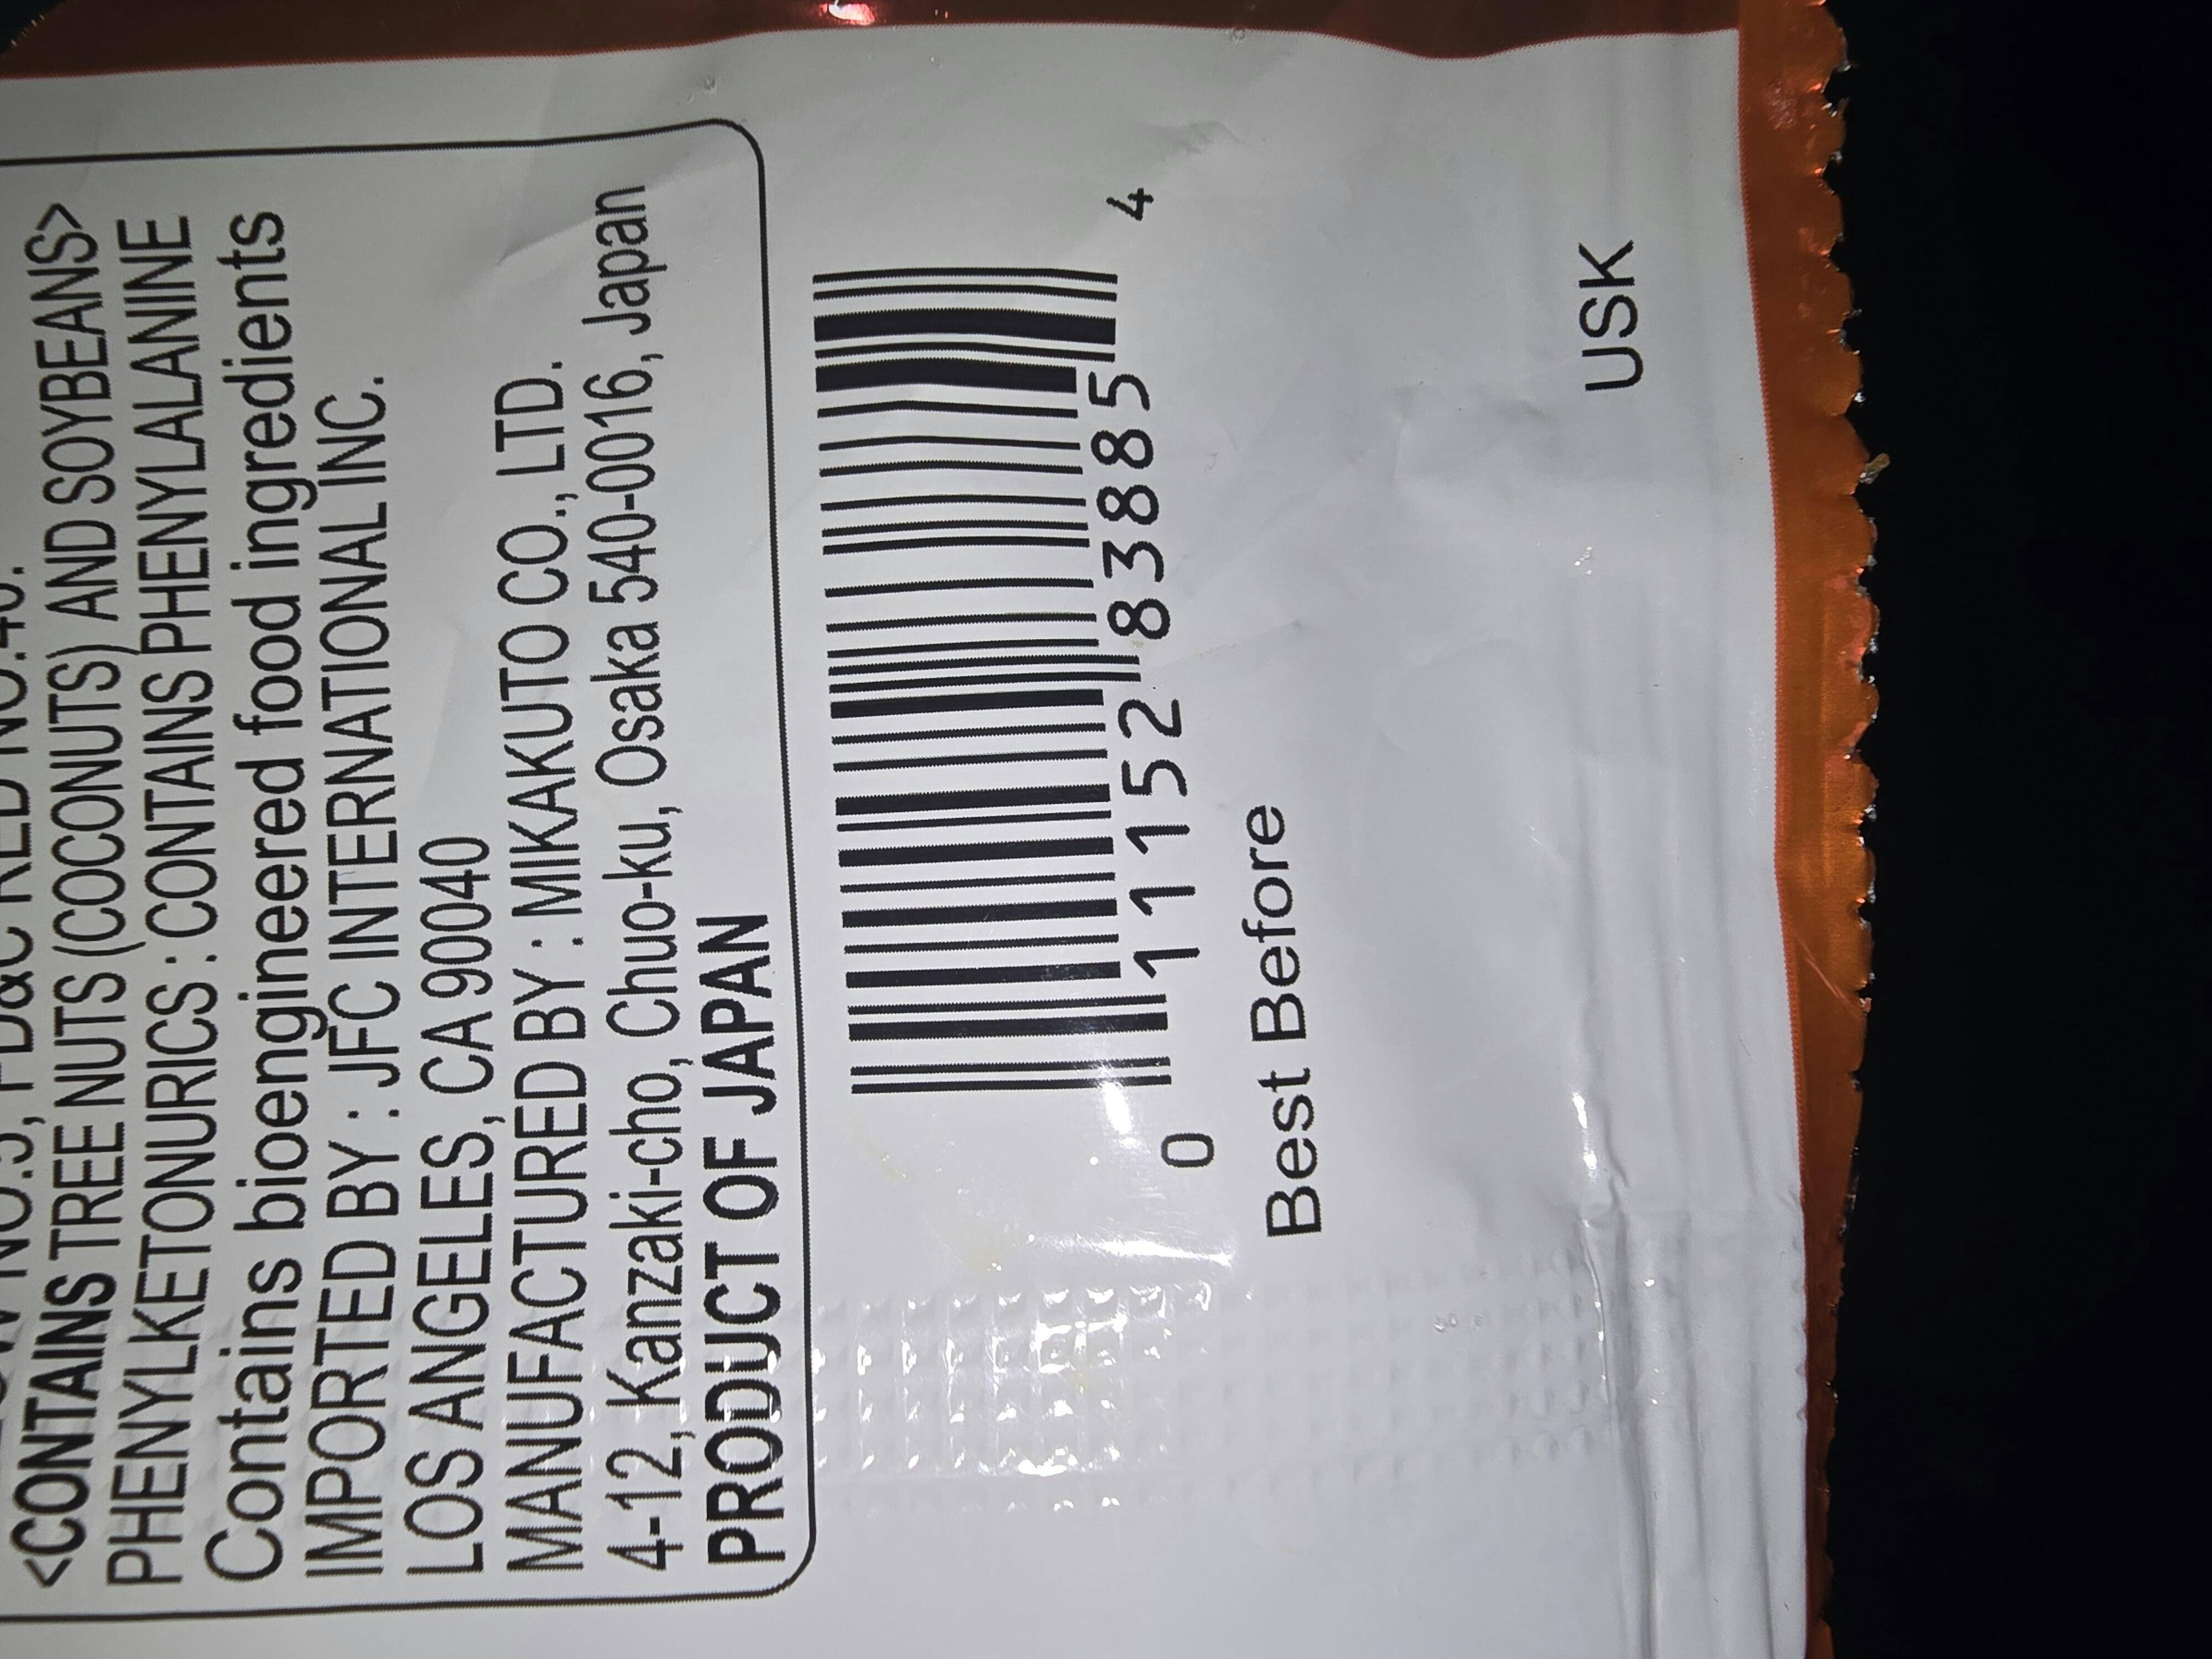 <CONTAINS TREE NUTS (COCONUTS) AND SOYBEANS>
PHENYLKETONURICS : CONTAINS PHENYLALANINE
Contains bioengineered food ingredients
IMPORTED BY : JFC INTERNATIONAL INC.
LOS ANGELES, CA 90040
MANUFACTURED BY : MIKAKUTO CO., LTD.
4-12, Kanzaki-cho, Chuo-ku, Osaka 540-0016, Japan
PRODUCT OF JAPAN
0 11152 83885 4
Best Before
USK